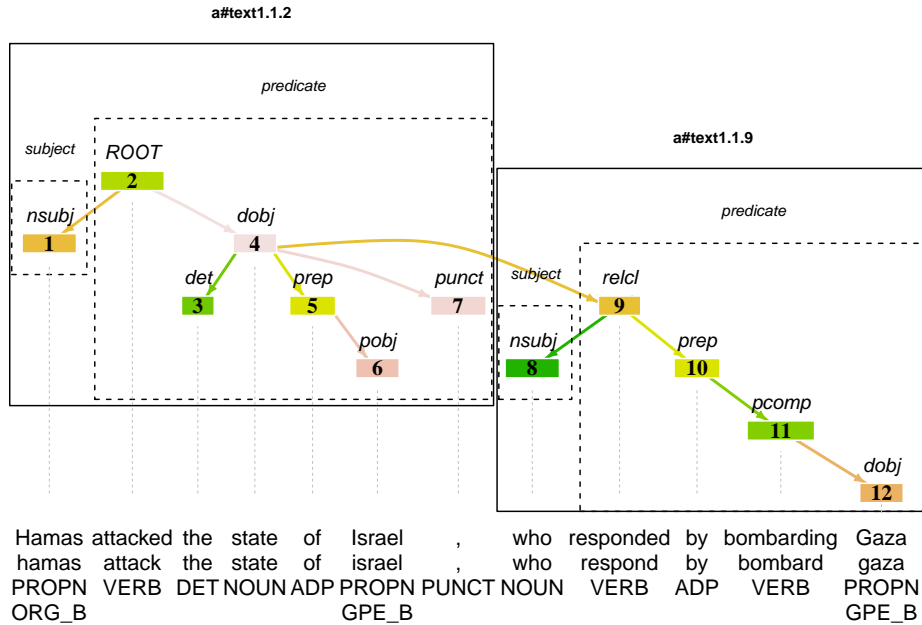 a#text1.1.2
predicate
a#text1.1.9
subject
ROOT
2
predicate
nsubj
dobj
1
4
det
prep
punct
subject
relcl
3
5
7
9
pobj
nsubj
prep
6
8
10
pcomp
11
dobj
12
Hamas attacked the state of Israel , who responded by bombarding Gaza
hamas attack the state of israel , who respond by bombard gaza
PROPN VERB DET NOUN ADP PROPN PUNCT NOUN VERB ADP VERB PROPN
ORG_B GPE_B GPE_B